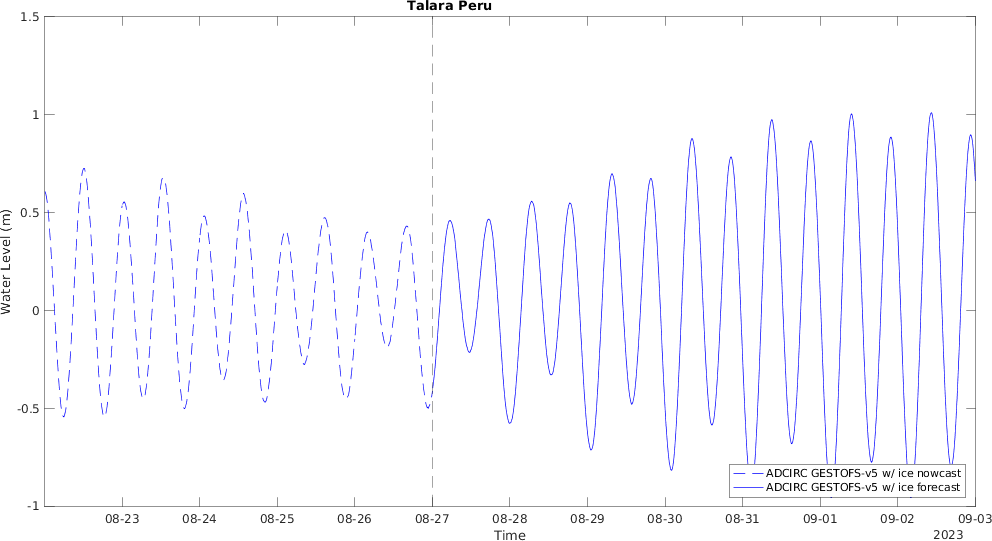 Talara Peru
1.5
1
0.5
0
-0.5
-1
Water Level (m)
ADCIRC GESTOFS-v5 w/ ice nowcast
ADCIRC GESTOFS-v5 w/ ice forecast
08-23 08-24 08-25 08-26 08-27 08-28 08-29 08-30 08-31 09-01 09-02 09-03
Time
2023